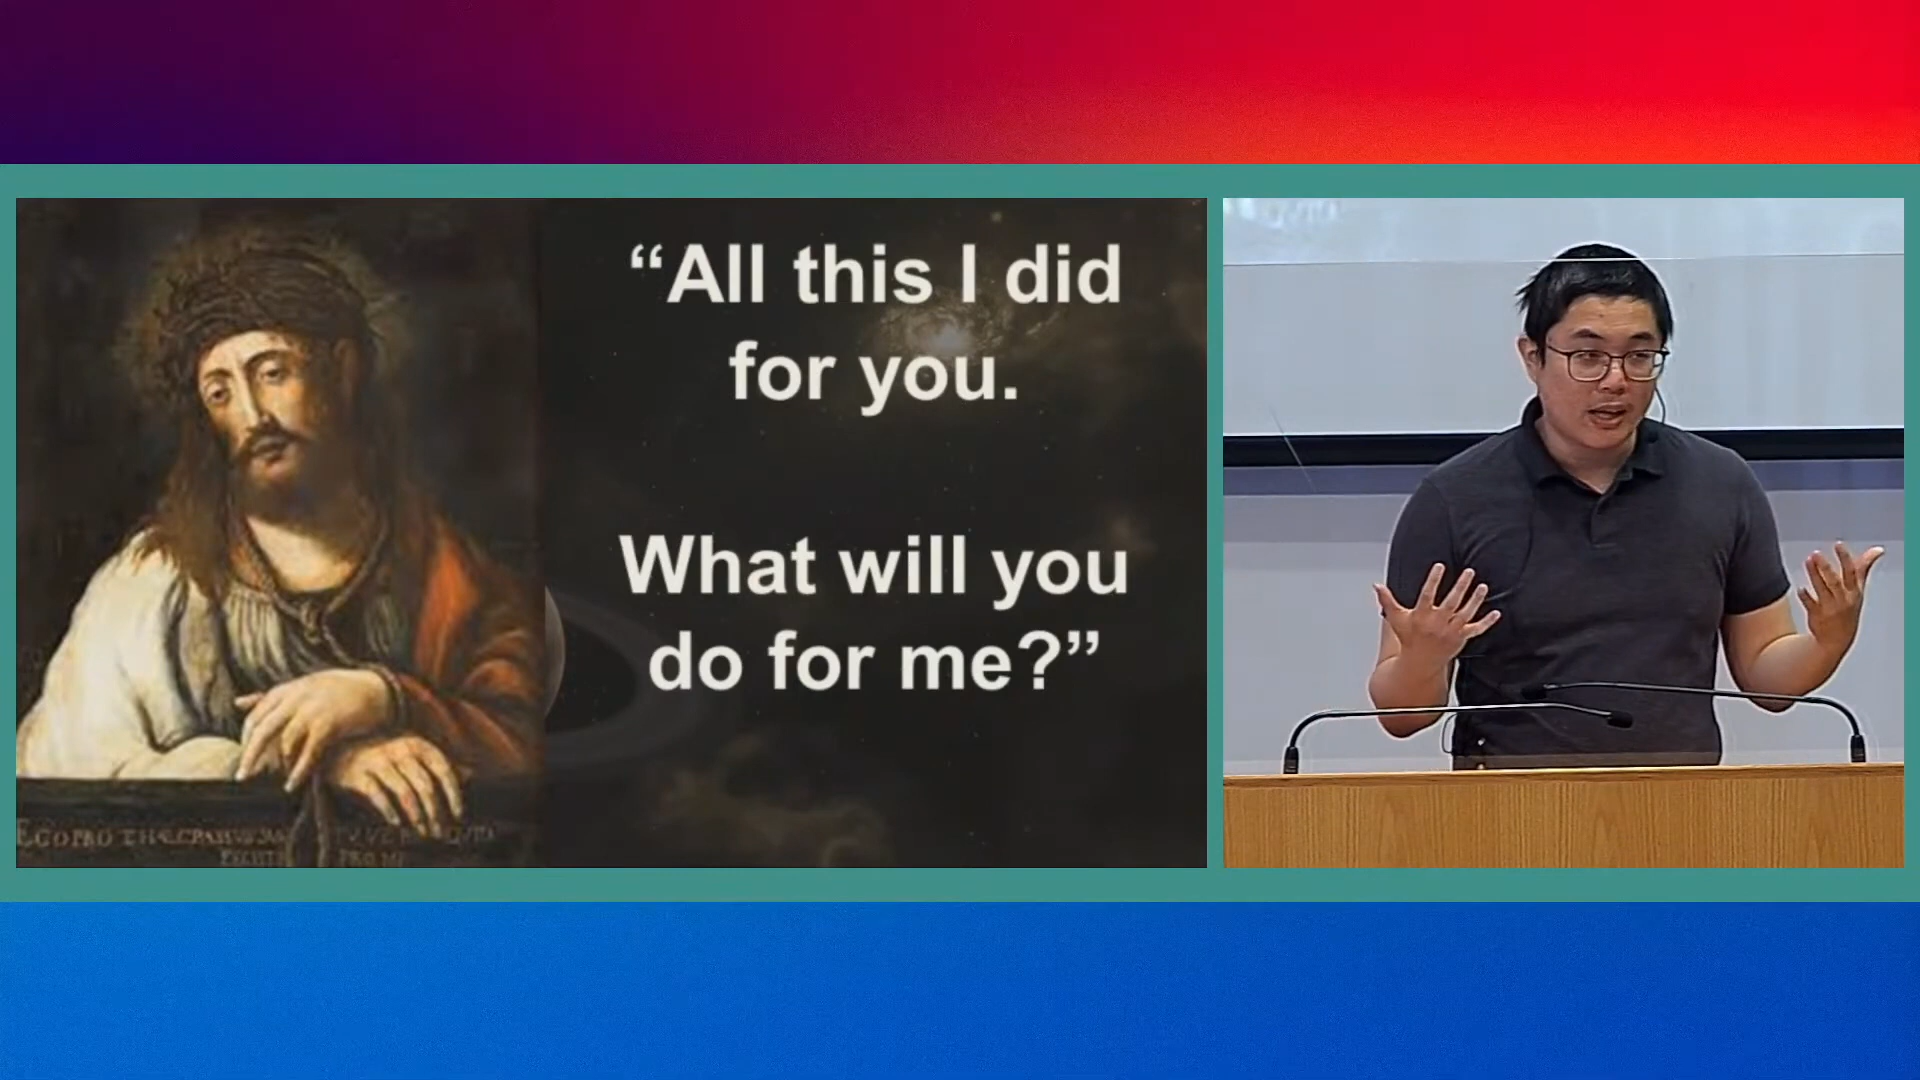 “All this I did
for you.
What will you
do for me?”